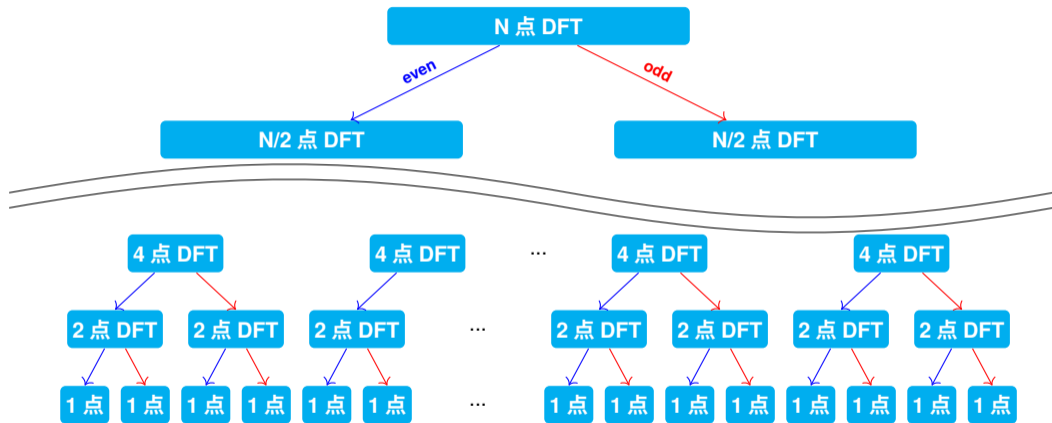 N 点 DFT
even odd
N/2 点 DFT N/2 点 DFT
4 点 DFT 4 点 DFT ... 4 点 DFT 4 点 DFT
2 点 DFT 2 点 DFT 2 点 DFT ... 2 点 DFT 2 点 DFT 2 点 DFT 2 点 DFT
1 点 1 点 1 点 1 点 1 点 1 点 ... 1 点 1 点 1 点 1 点 1 点 1 点 1 点 1 点